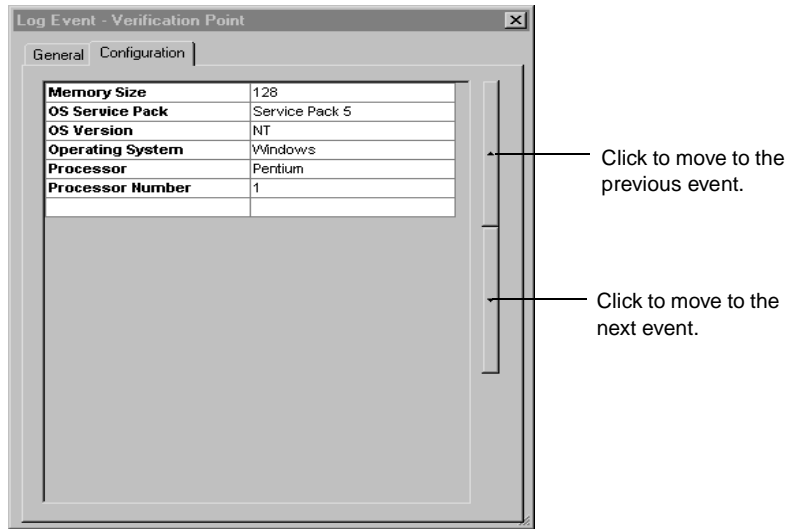 Log Event - Verification Point
General Configuration
Memory Size 128
OS Service Pack Service Pack 5
OS Version NT
Operating System Windows
Processor Pentium
Processor Number 1
Click to move to the
previous event.
Click to move to the
next event.